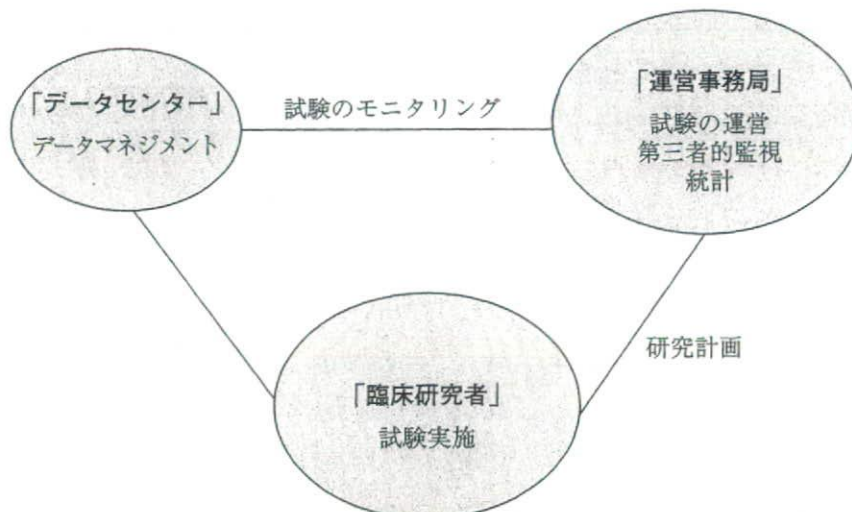 「データセンター」
データマネジメント
試験のモニタリング
「運営事務局」
試験の運営
第三者的監視
統計
研究計画
「臨床研究者」
試験実施